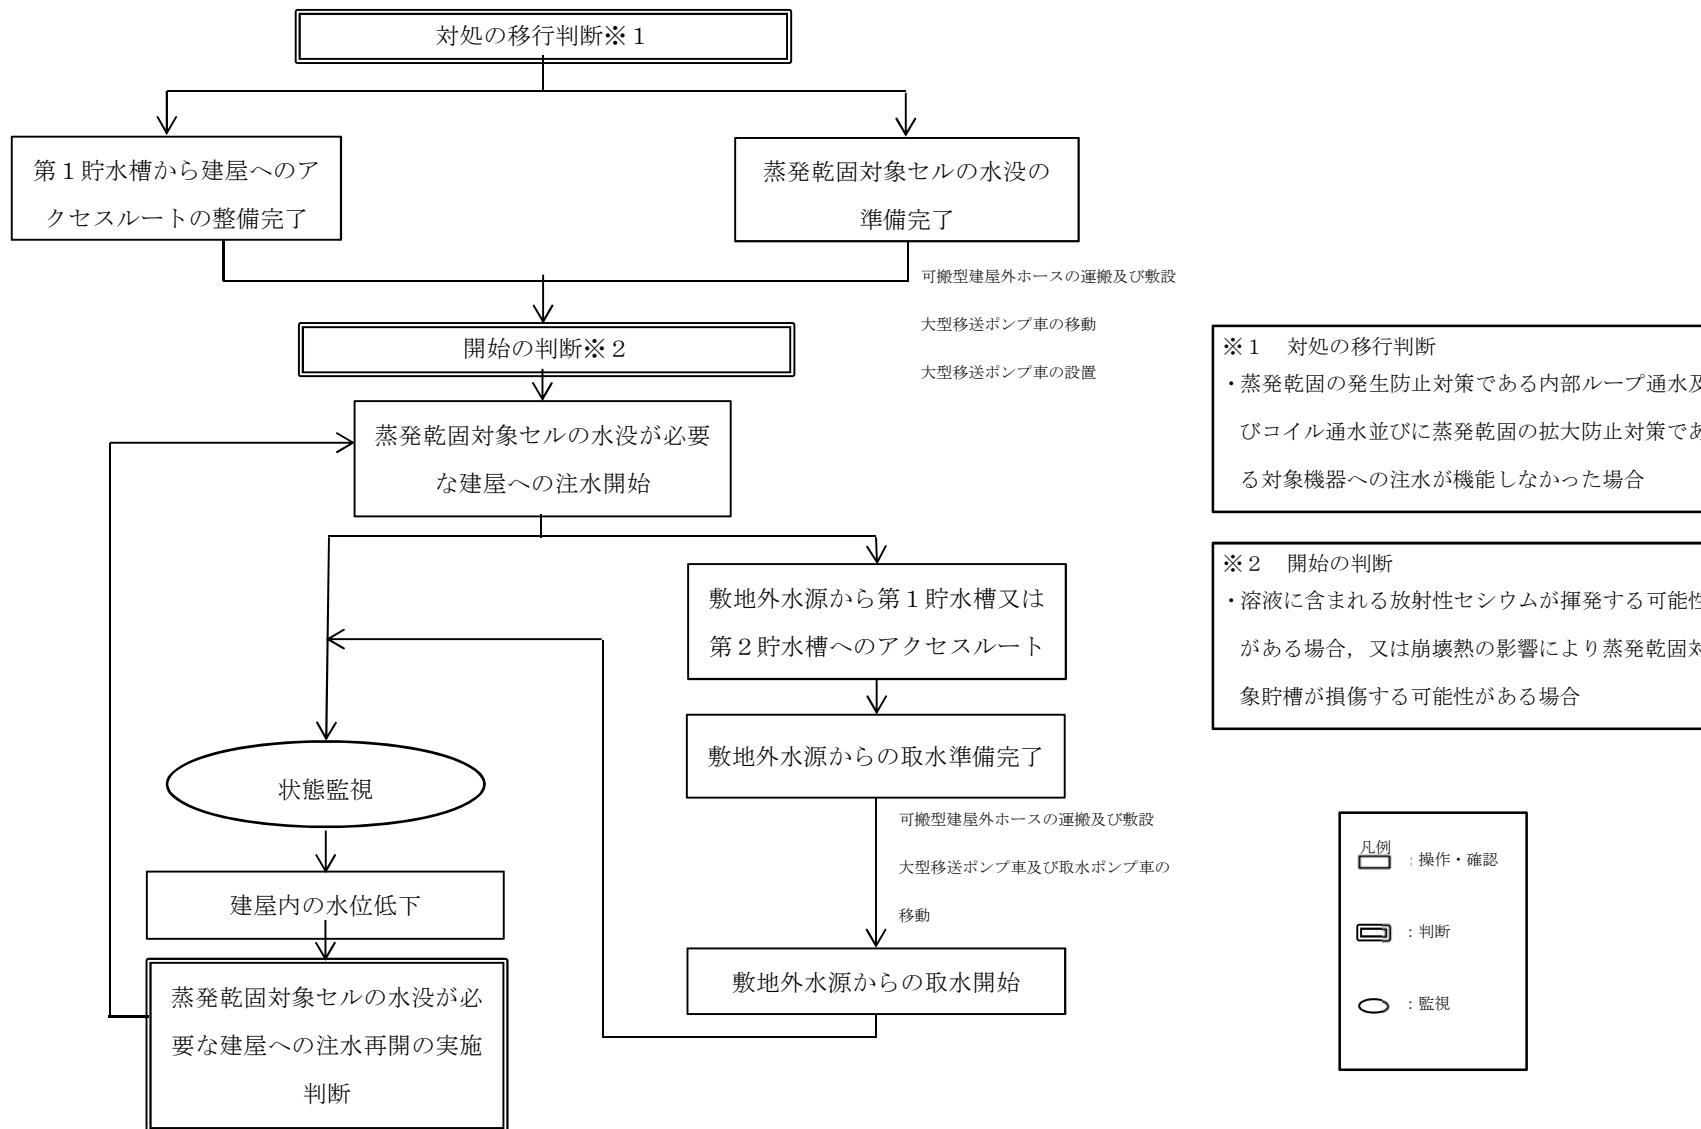 対処の移行判断※１
第１貯水槽から建屋へのア
クセスルートの整備完了
蒸発乾固対象セルの水没の
準備完了
可搬型建屋外ホースの運搬及び敷設
大型移送ポンプ車の移動
大型移送ポンプ車の設置
開始の判断※２
蒸発乾固対象セルの水没が必要
な建屋への注水開始
敷地外水源から第１貯水槽又は
第２貯水槽へのアクセスルート
敷地外水源からの取水準備完了
可搬型建屋外ホースの運搬及び敷設
大型移送ポンプ車及び取水ポンプ車の
移動
敷地外水源からの取水開始
状態監視
建屋内の水位低下
蒸発乾固対象セルの水没が必
要な建屋への注水再開の実施
判断
※１　対処の移行判断
・蒸発乾固の発生防止対策である内部ループ通水及
びコイル通水並びに蒸発乾固の拡大防止対策であ
る対象機器への注水が機能しなかった場合
※２　開始の判断
・溶液に含まれる放射性セシウムが揮発する可能性
がある場合，又は崩壊熱の影響により蒸発乾固対
象貯槽が損傷する可能性がある場合
凡例
：操作・確認
：判断
：監視